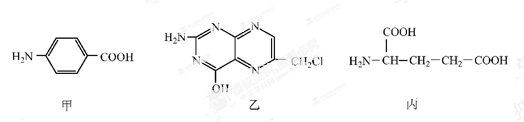 H₂N COOH
甲
H₂N N N N N CH₂Cl OH
乙
COOH
H₂N—CH—CH₂—CH₂—COOH
丙